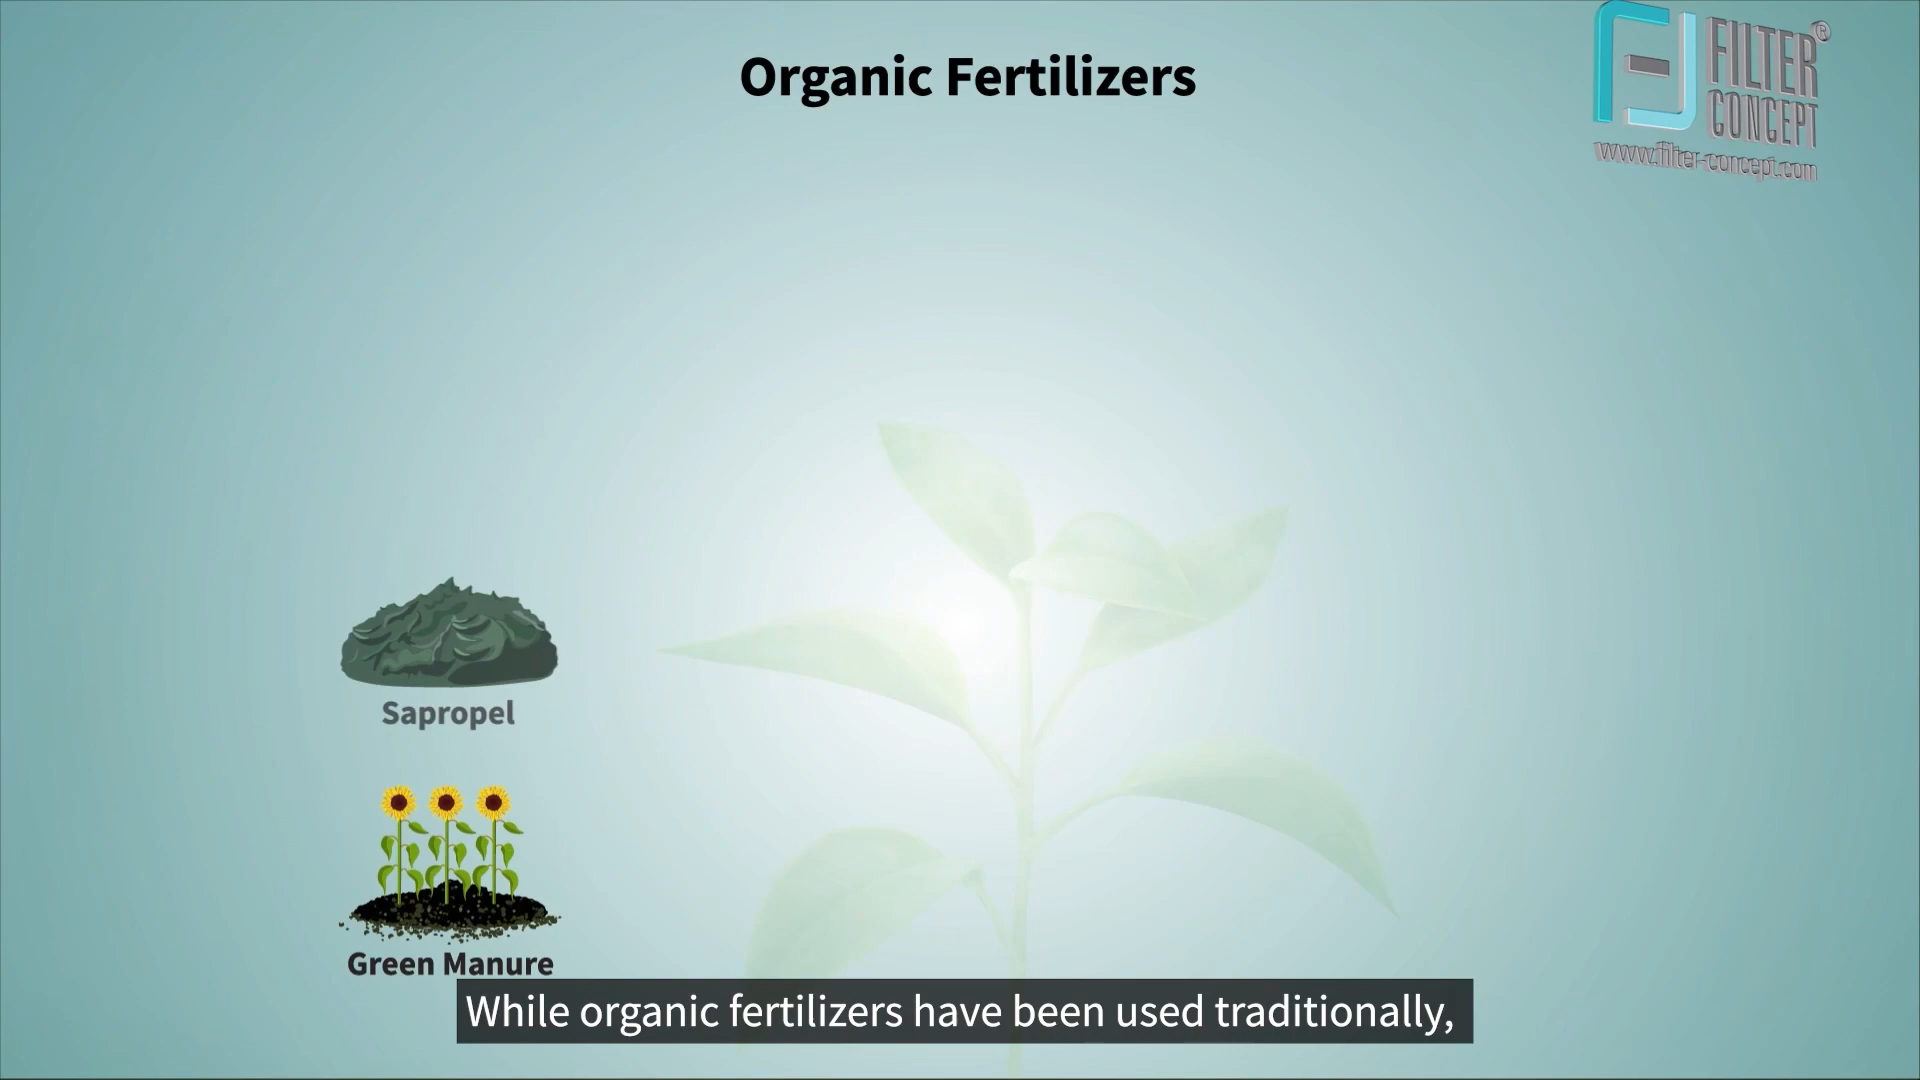 Organic Fertilizers
FILTER®
CONCEPT
www.filter-concept.com
Sapropel
Green Manure
While organic fertilizers have been used traditionally,